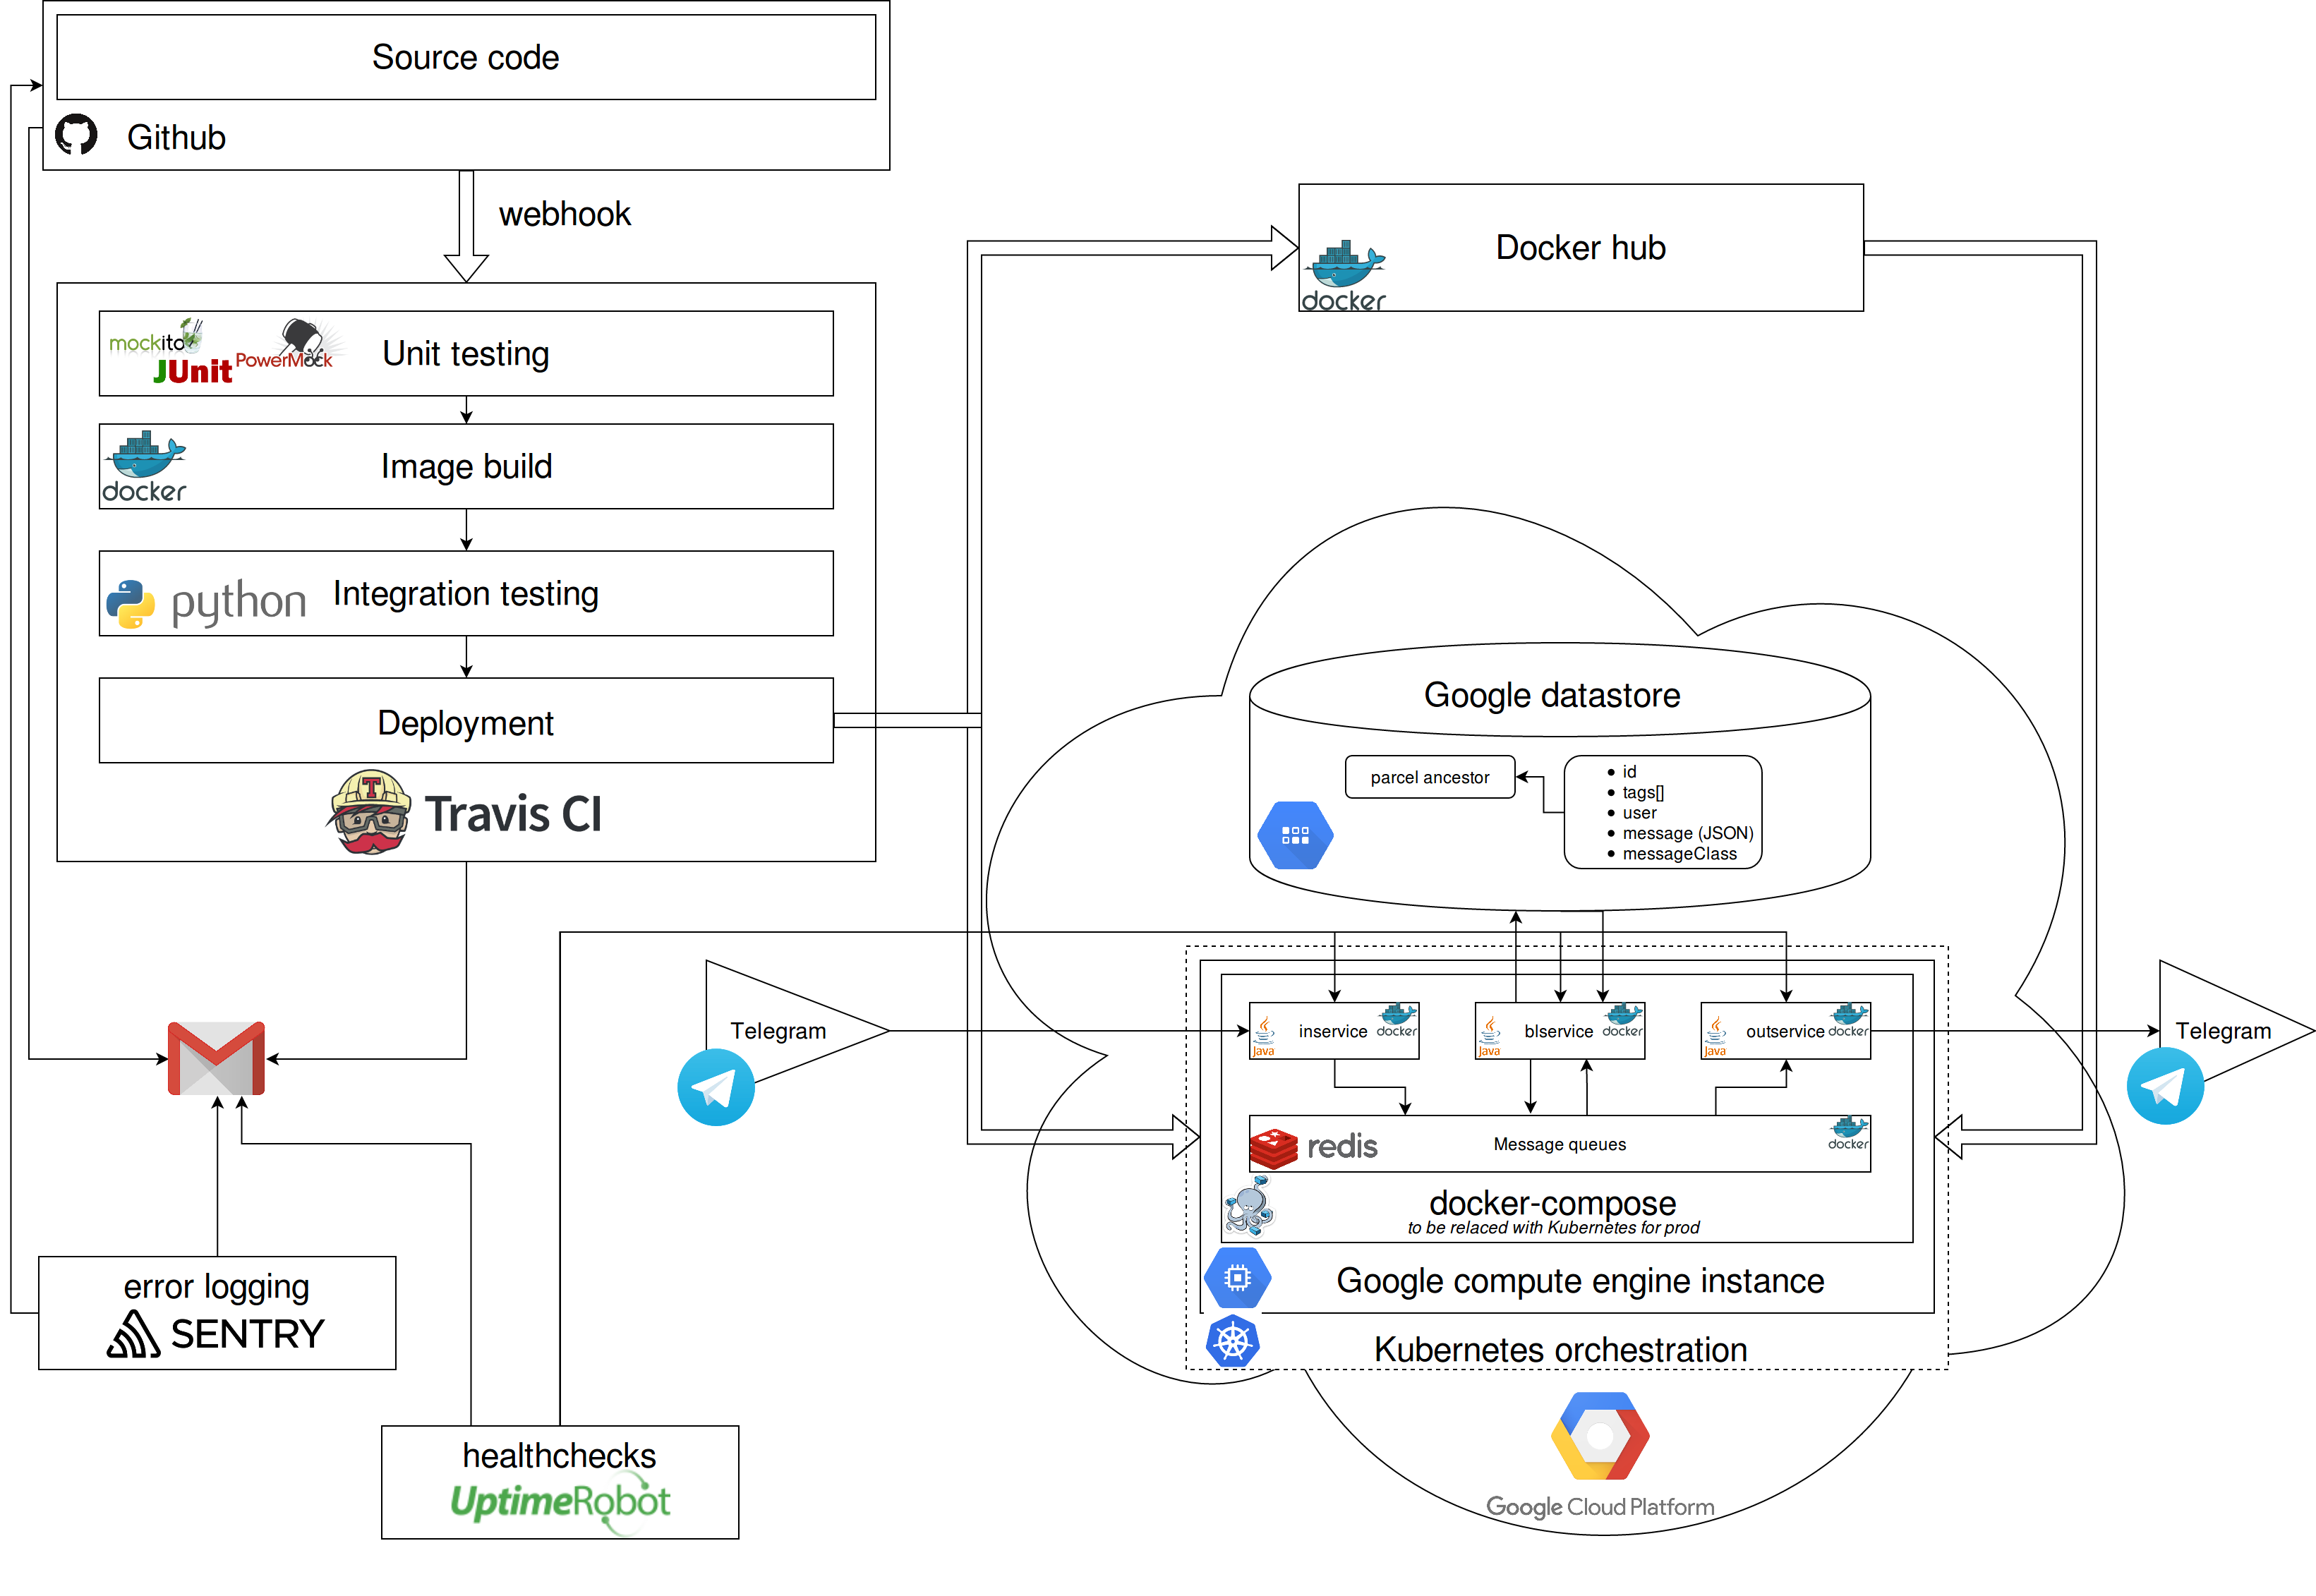 Source code
Github
webhook
mockito
JUnit
PowerMock
Unit testing
docker
Image build
python
Integration testing
Deployment
T
Travis CI
Docker hub
docker
Google datastore
parcel ancestor
• id
• tags[]
• user
• message (JSON)
• messageClass
Telegram
Java
inservice
docker
Java
blservice
docker
Java
outservice
docker
Telegram
redis
Message queues
docker
docker-compose
to be relaced with Kubernetes for prod
Google compute engine instance
Kubernetes orchestration
Google Cloud Platform
error logging
SENTRY
healthchecks
UptimeRobot